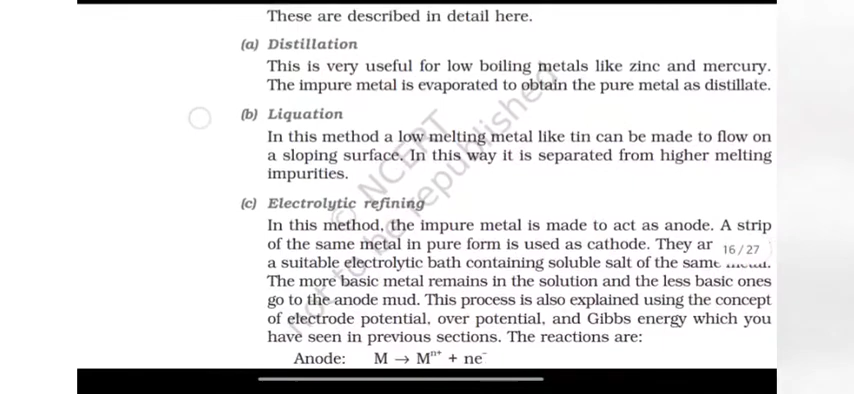 These are described in detail here.
(a) Distillation
This is very useful for low boiling metals like zinc and mercury.
The impure metal is evaporated to obtain the pure metal as distillate.
(b) Liquation
In this method a low melting metal like tin can be made to flow on
a sloping surface. In this way it is separated from higher melting
impurities.
(c) Electrolytic refining
In this method, the impure metal is made to act as anode. A strip
of the same metal in pure form is used as cathode. They ar
16/27
a suitable electrolytic bath containing soluble salt of the same
The more basic metal remains in the solution and the less basic ones
go to the anode mud. This process is also explained using the concept
of electrode potential, over potential, and Gibbs energy which you
have seen in previous sections. The reactions are:
Anode: M → Mⁿ⁺ + ne⁻
© NCERT
not to be republished